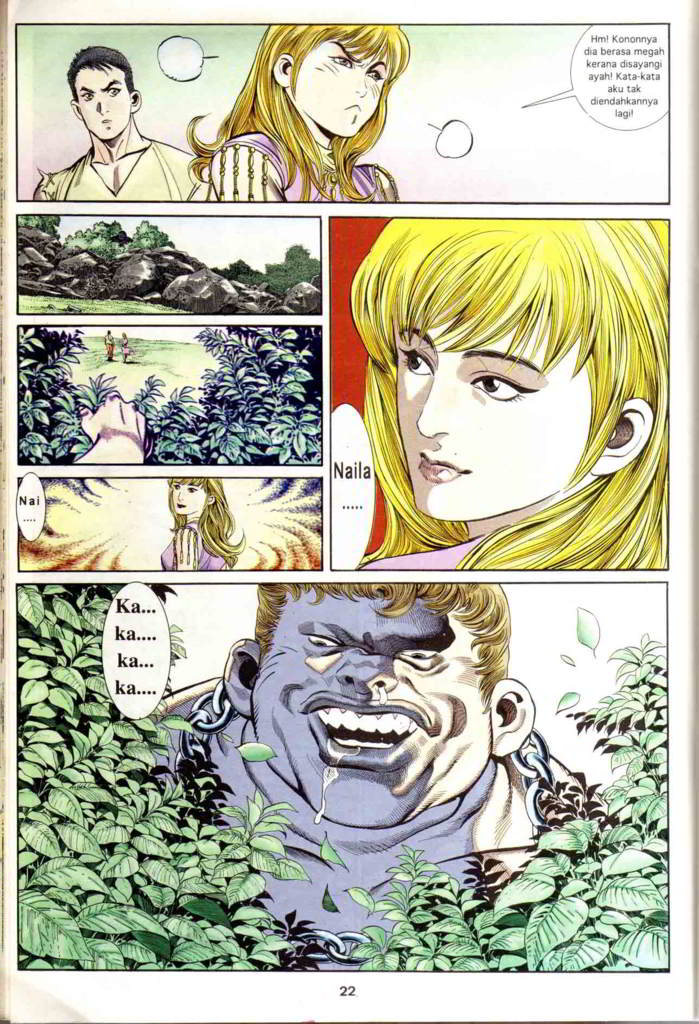 Hm! Kononnya
dia berasa megah
kerana disayangi
ayah! Kata-kata
aku tak
diendahkannya
lagi!
Nai
....
Naila
.....
Ka...
ka....
ka...
ka....
22